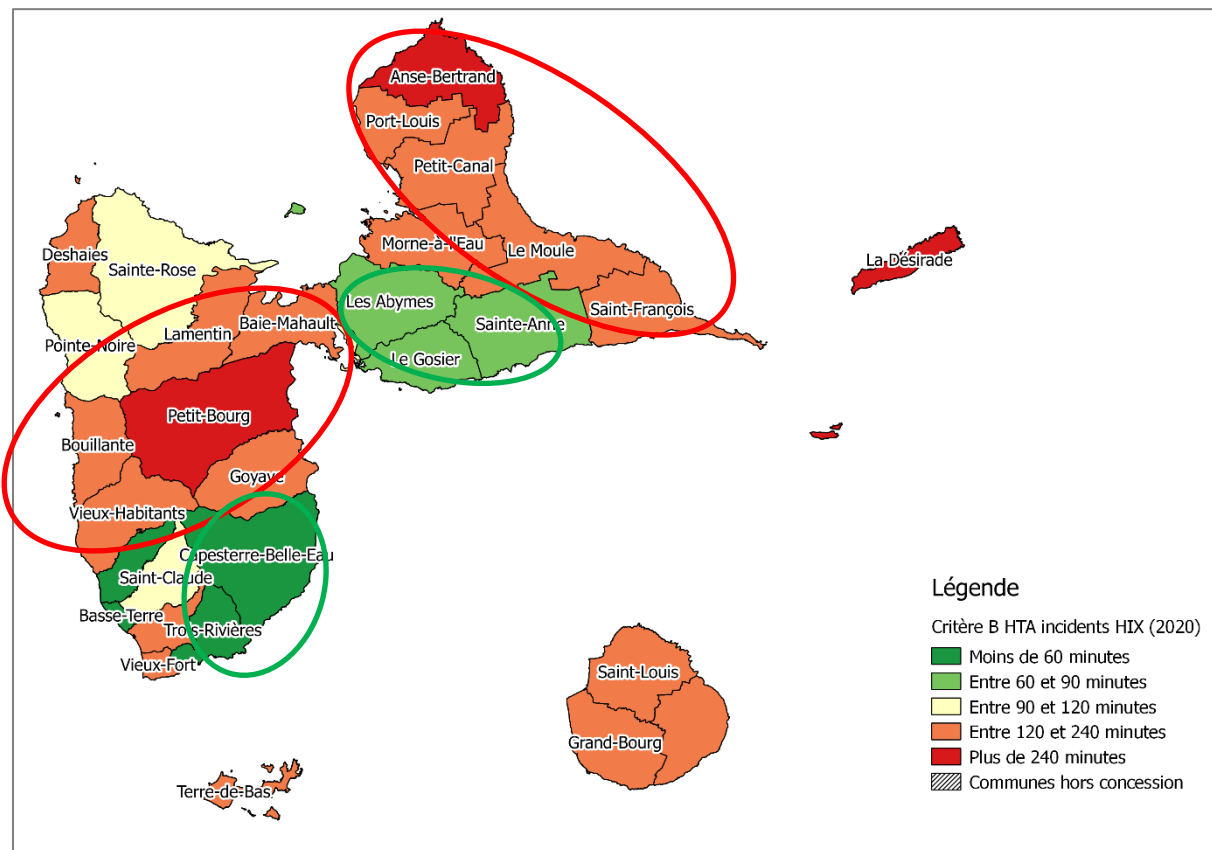 Anse-Bertrand
Port-Louis
Petit-Canal
Morne-à-l'Eau
Le Moule
La Désirade
Deshaies
Sainte-Rose
Les Abymes
Saint-François
Baie-Mahault
Sainte-Anne
Lamentin
Pointe-Noire
Le Gosier
Petit-Bourg
Bouillante
Goyave
Vieux-Habitants
Capesterre-Belle-Eau
Saint-Claude
Basse-Terre
Trois-Rivières
Vieux-Fort
Saint-Louis
Grand-Bourg
Terre-de-Bas
Légende
Critère B HTA incidents HIX (2020)
Moins de 60 minutes
Entre 60 et 90 minutes
Entre 90 et 120 minutes
Entre 120 et 240 minutes
Plus de 240 minutes
Communes hors concession